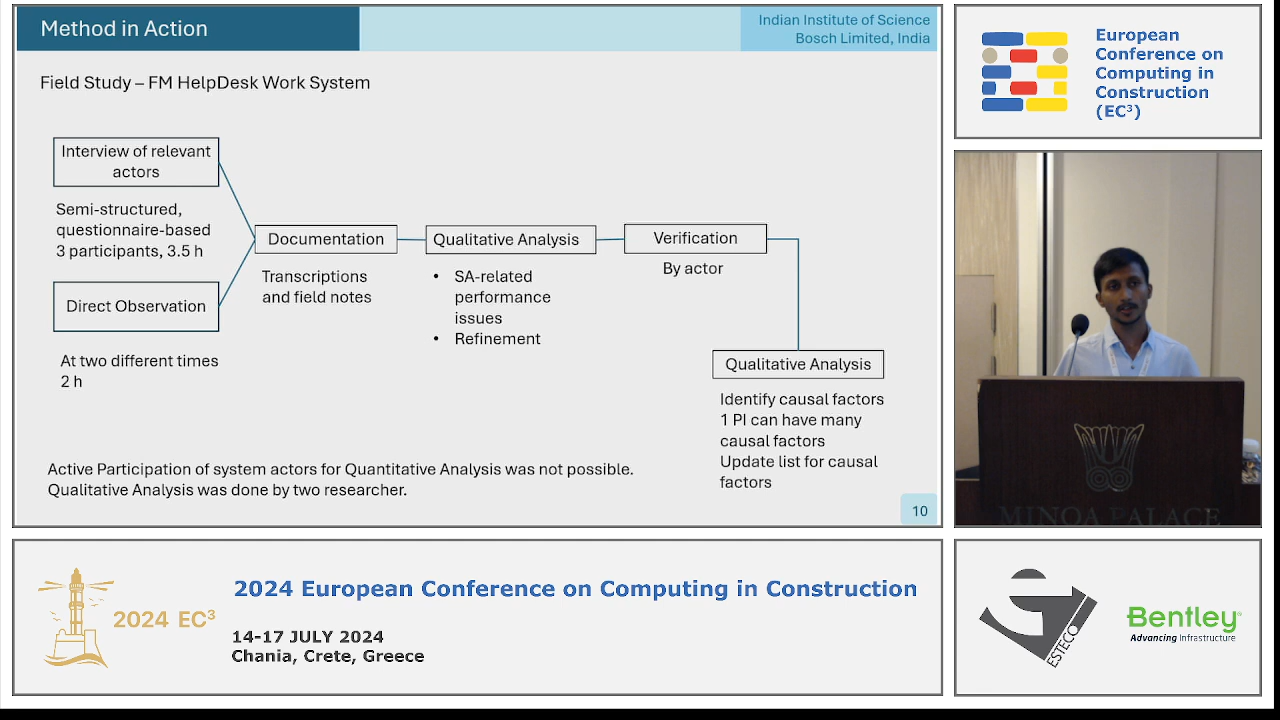 Method in Action
Indian Institute of Science
Bosch Limited, India
Field Study – FM HelpDesk Work System
Interview of relevant
actors
Semi-structured,
questionnaire-based
3 participants, 3.5 h
Direct Observation
At two different times
2 h
Documentation
Transcriptions
and field notes
Qualitative Analysis
• SA-related
performance
issues
• Refinement
Verification
By actor
Qualitative Analysis
Identify causal factors
1 PI can have many
causal factors
Update list for causal
factors
Active Participation of system actors for Quantitative Analysis was not possible.
Qualitative Analysis was done by two researcher.
10
European
Conference on
Computing in
Construction
(EC³)
MINOA PALACE
2024 EC³
2024 European Conference on Computing in Construction
14-17 JULY 2024
Chania, Crete, Greece
ESTECO
Bentley
Advancing Infrastructure